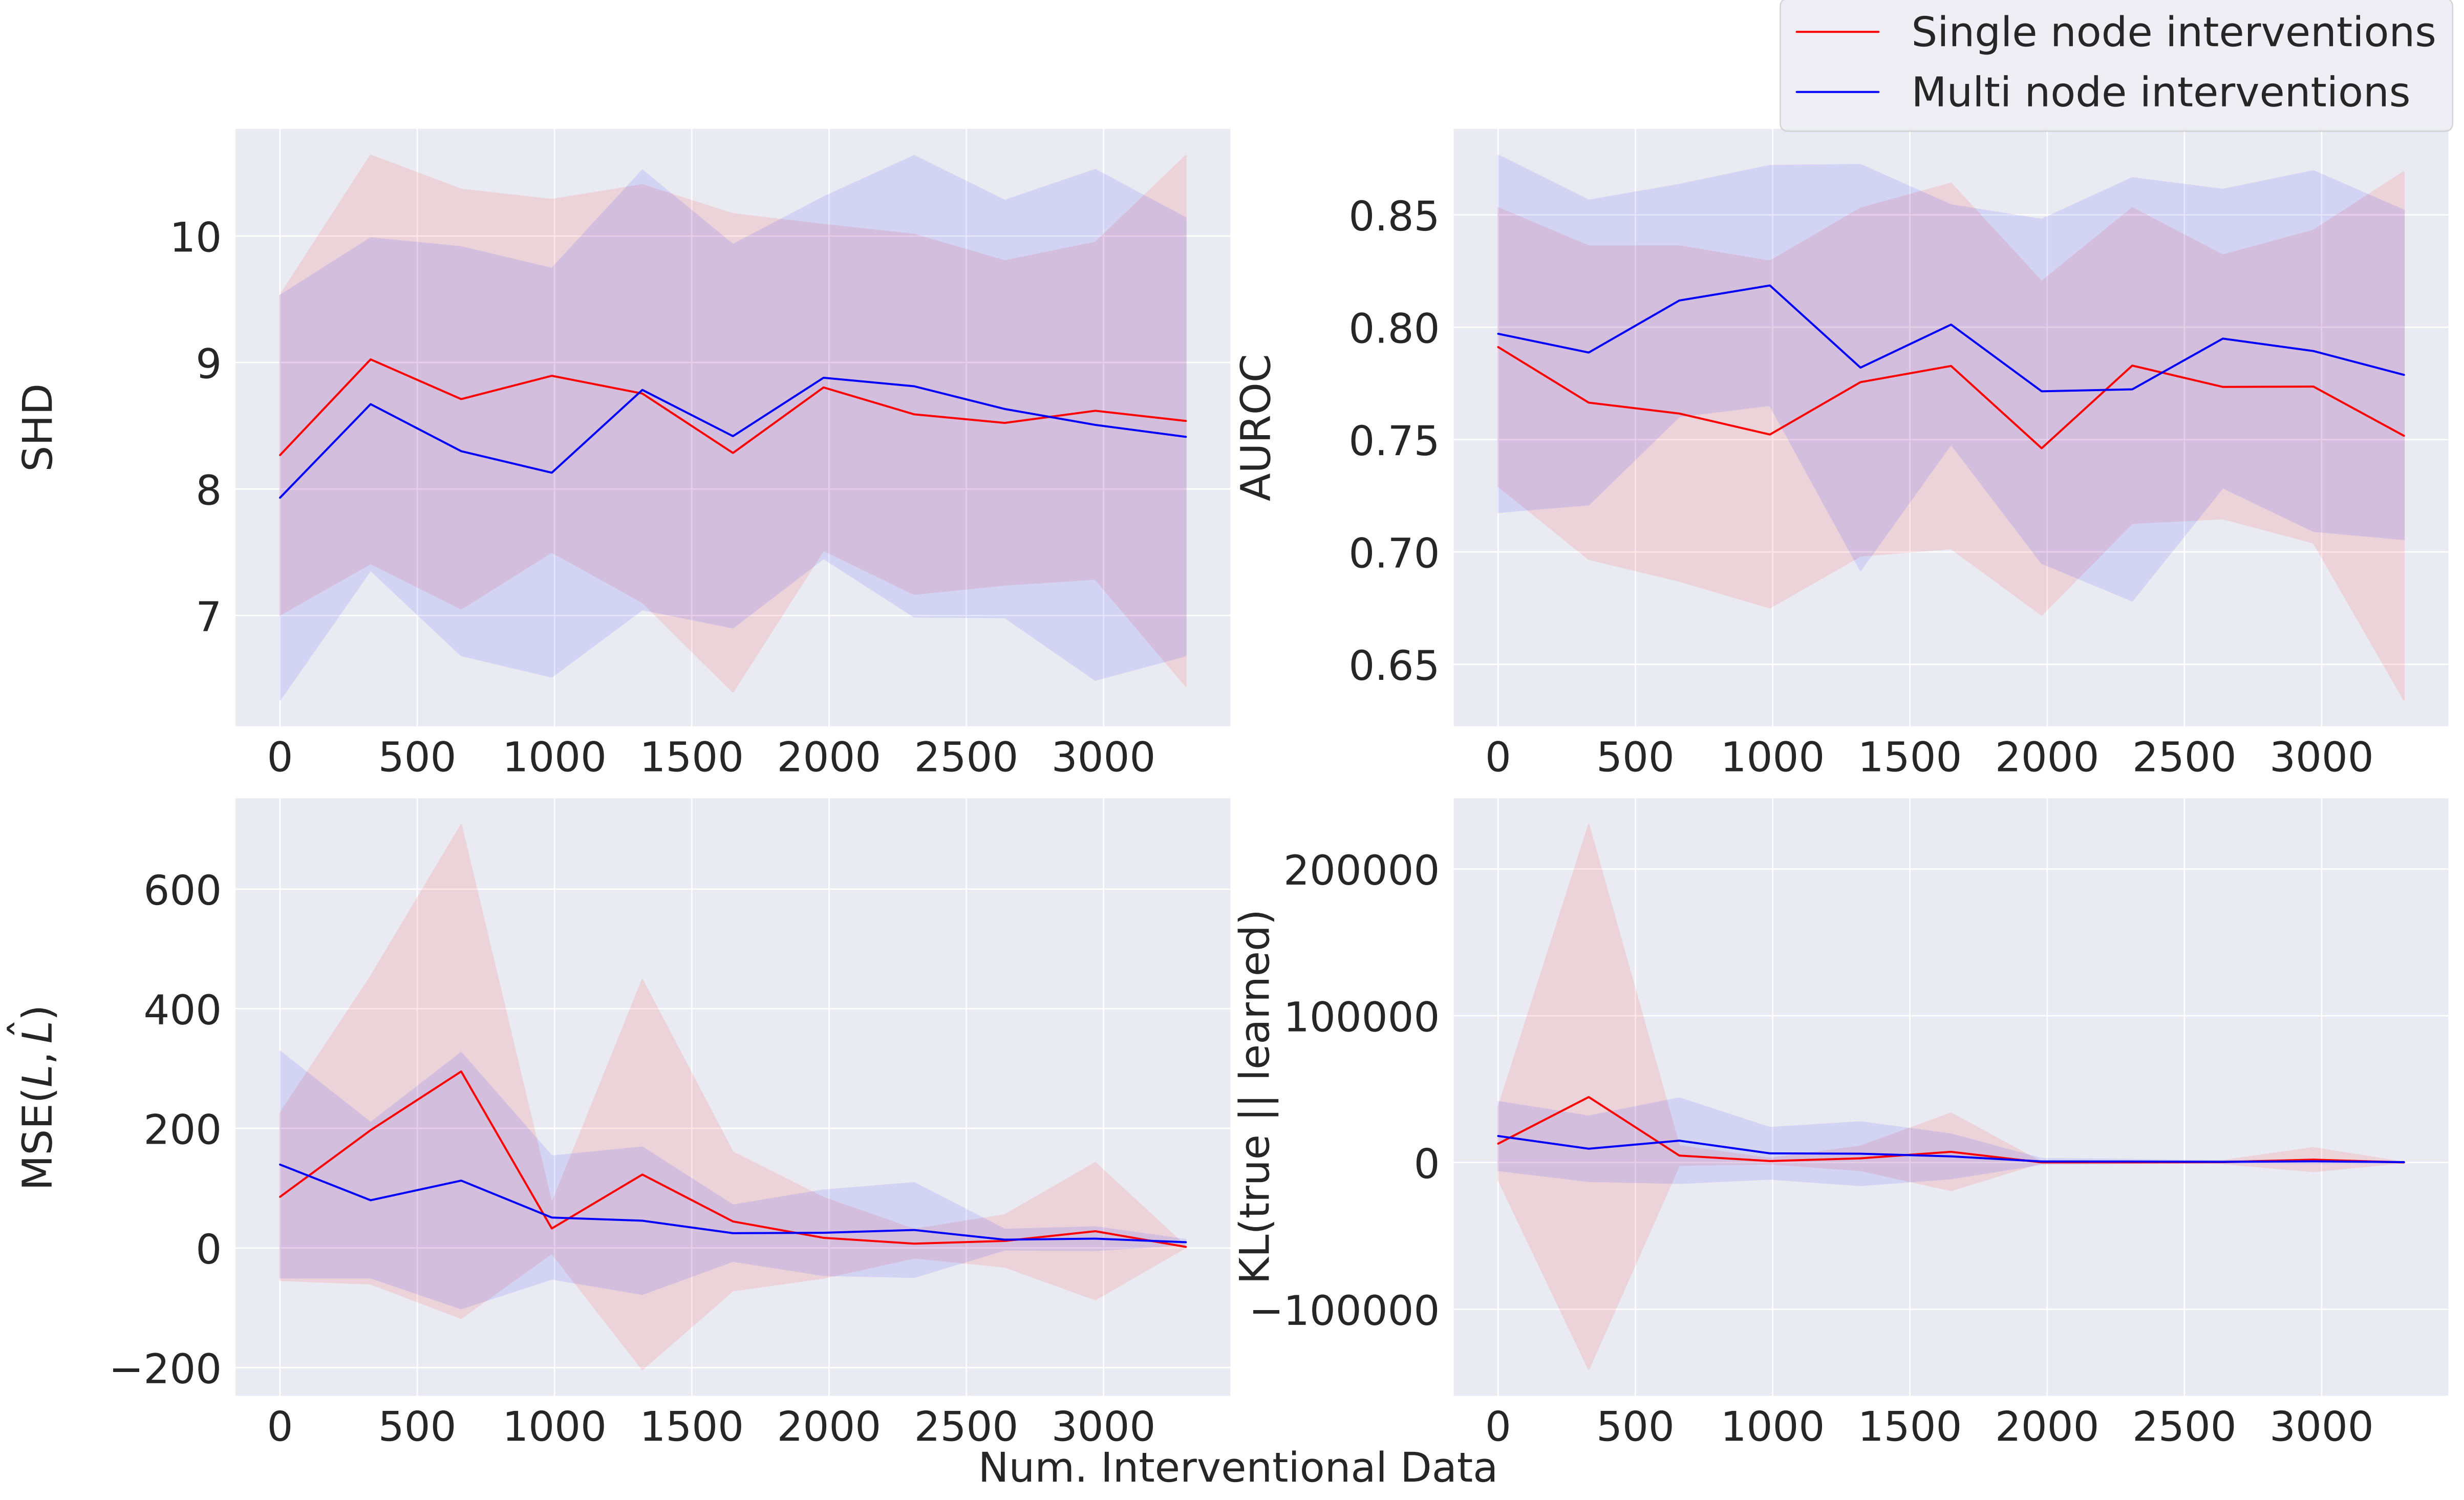 Single node interventions
Multi node interventions
SHD
10
9
8
7
0 500 1000 1500 2000 2500 3000
AUROC
0.85
0.80
0.75
0.70
0.65
0 500 1000 1500 2000 2500 3000
MSE(L, L̂)
600
400
200
0
−200
0 500 1000 1500 2000 2500 3000
KL(true || learned)
200000
100000
0
−100000
0 500 1000 1500 2000 2500 3000
Num. Interventional Data